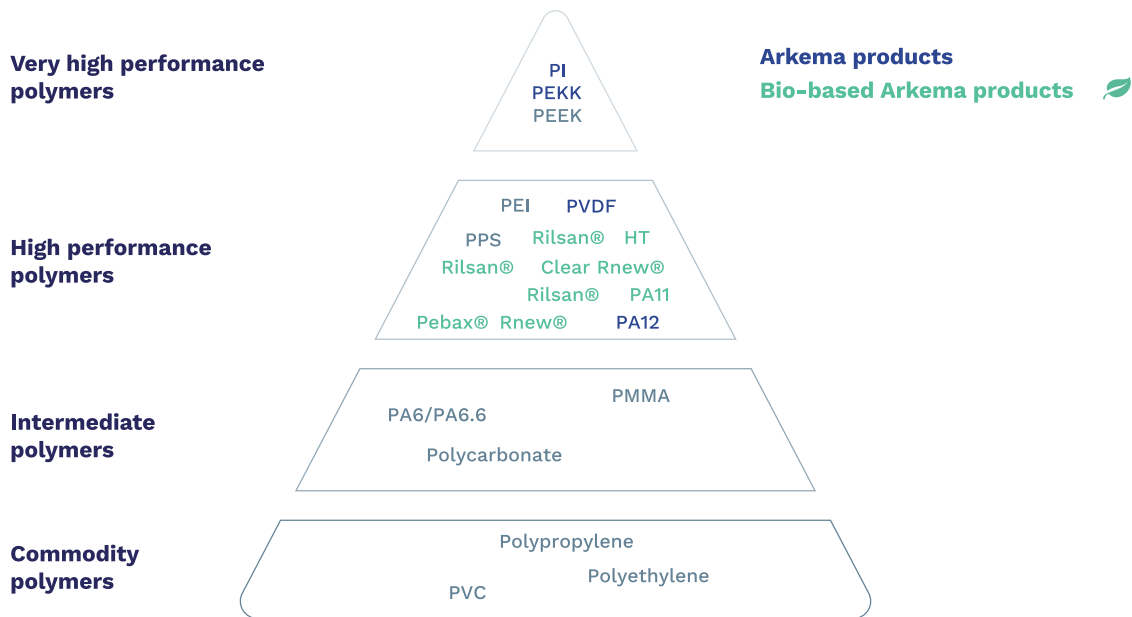 Very high performance
polymers
PI
PEKK
PEEK
Arkema products
Bio-based Arkema products
High performance
polymers
PEI PVDF
PPS Rilsan® HT
Rilsan® Clear Rnew®
Rilsan® PA11
Pebax® Rnew® PA12
Intermediate
polymers
PMMA
PA6/PA6.6
Polycarbonate
Commodity
polymers
Polypropylene
Polyethylene
PVC